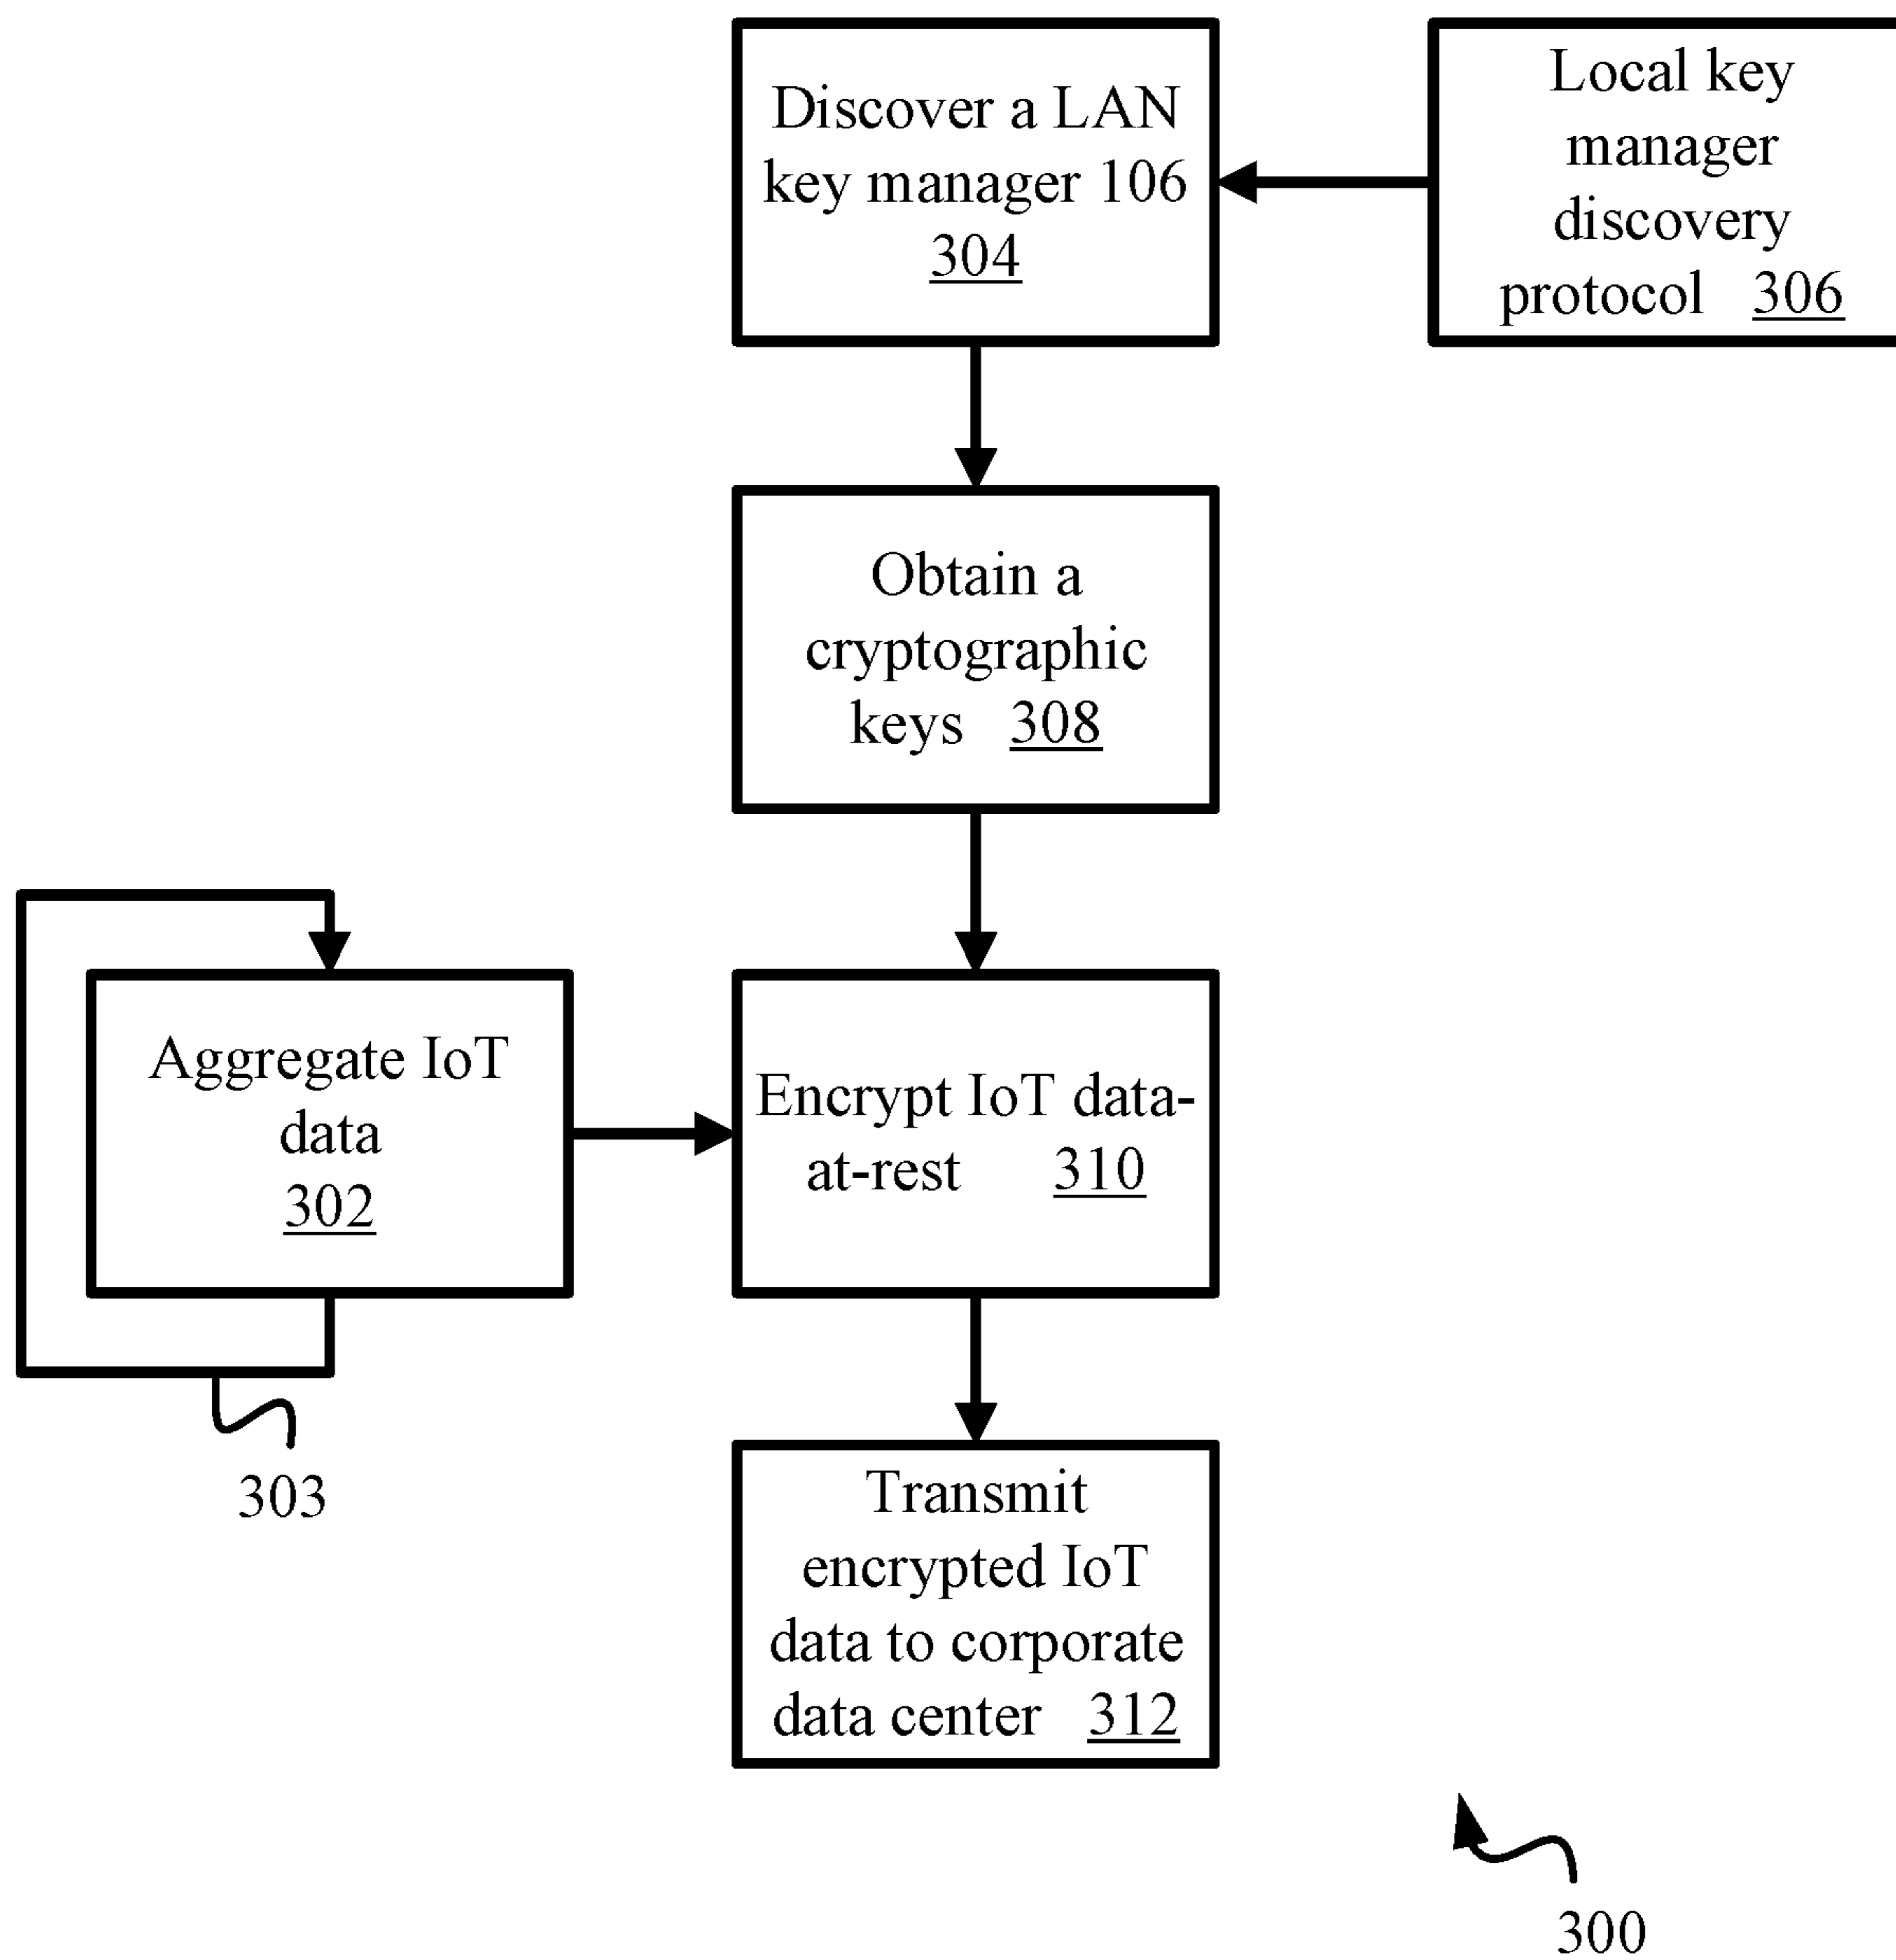 Discover a LAN
key manager 106
304
Local key
manager
discovery
protocol 306
Obtain a
cryptographic
keys 308
Aggregate IoT
data
302
Encrypt IoT data-
at-rest 310
303
Transmit
encrypted IoT
data to corporate
data center 312
300